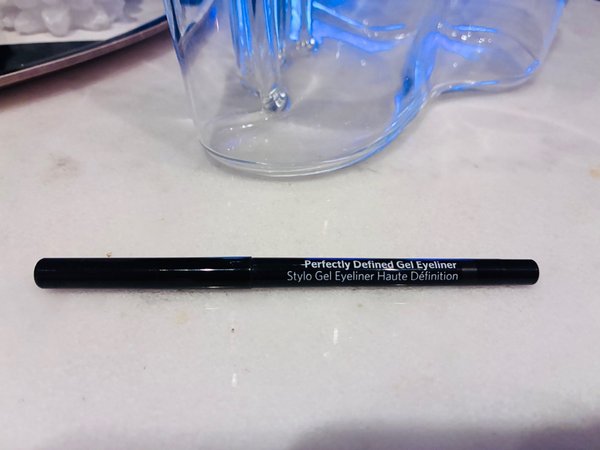 Perfectly Defined Gel Eyeliner
Stylo Gel Eyeliner Haute Définition